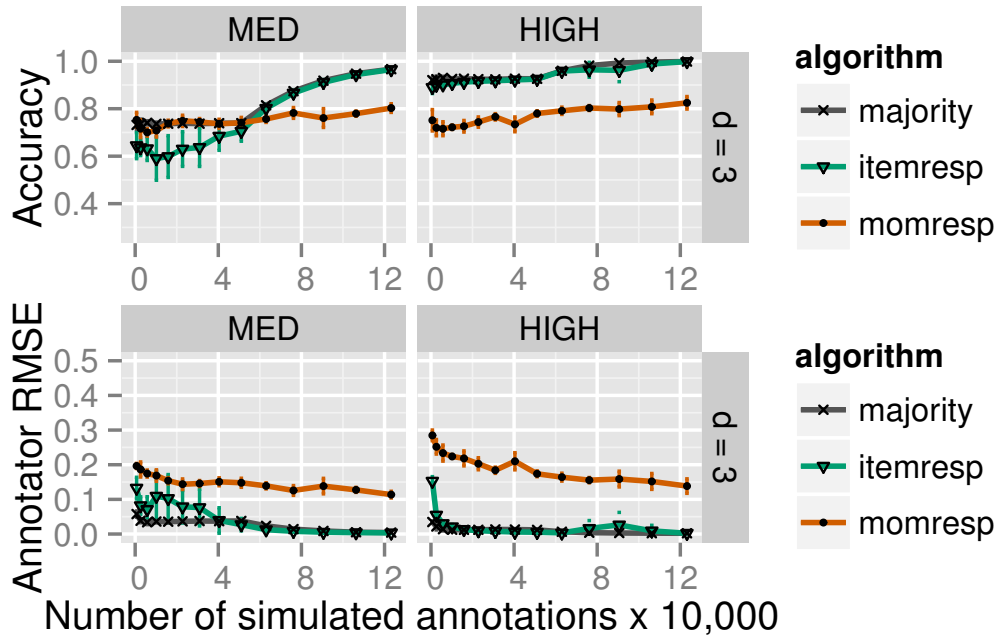 MED HIGH
Accuracy
1.0
0.8
0.6
0.4
d = 3
0 4 8 12 0 4 8 12
algorithm
majority
itemresp
momresp
MED HIGH
Annotator RMSE
0.5
0.4
0.3
0.2
0.1
0.0
d = 3
0 4 8 12 0 4 8 12
algorithm
majority
itemresp
momresp
Number of simulated annotations x 10,000